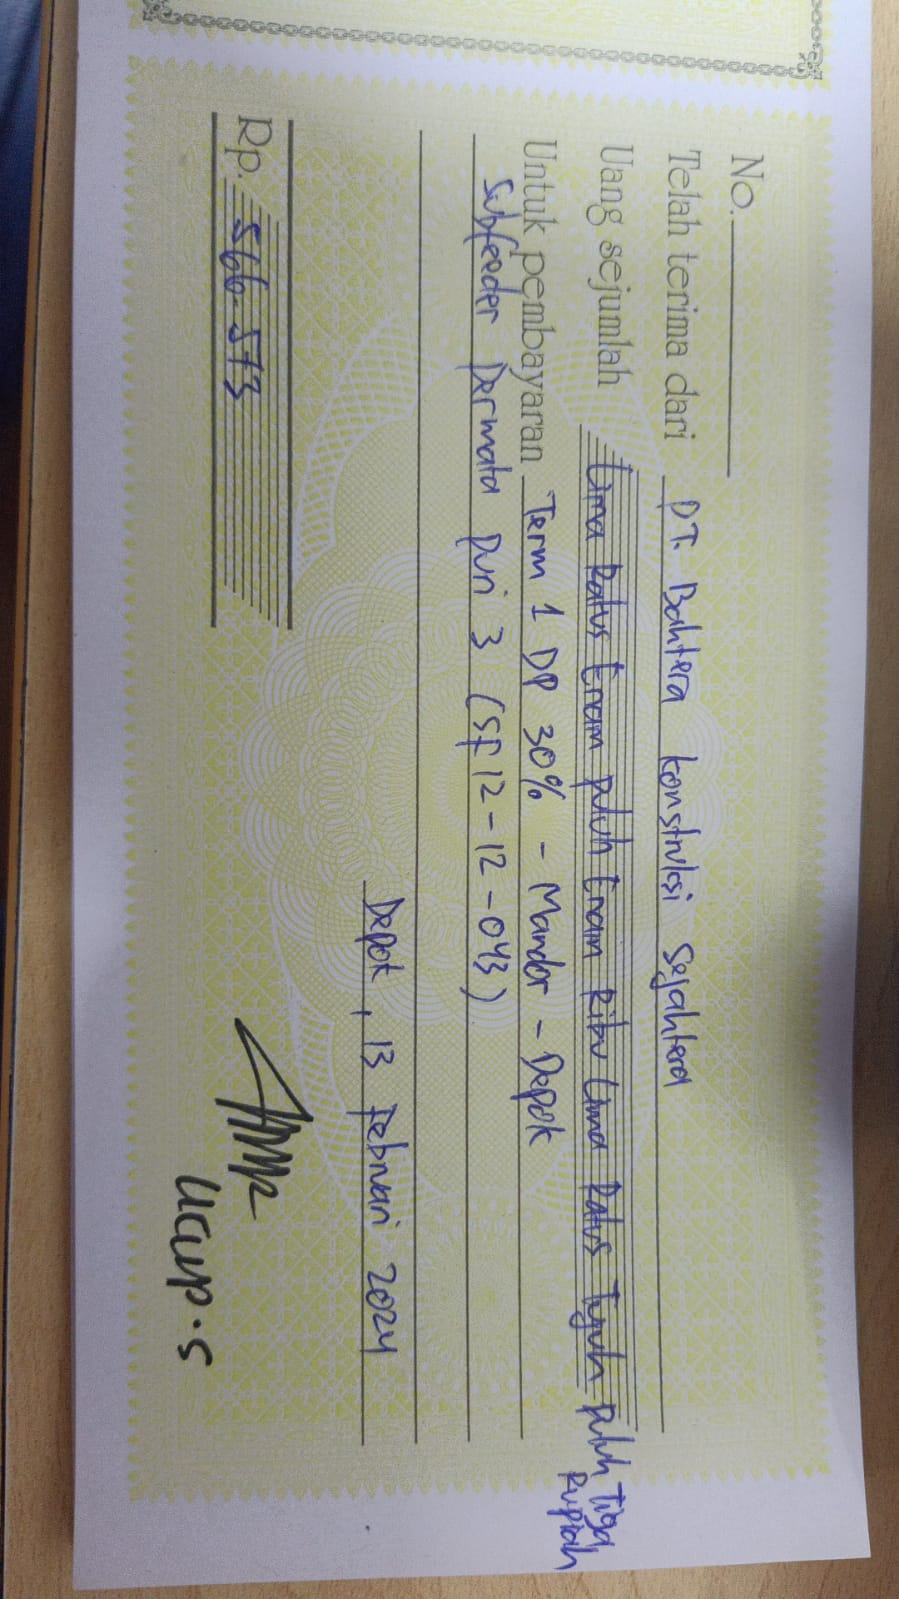 No.
Telah terima dari PT. Bahtera konstruksi Sejahtera
Uang sejumlah Lima Ratus Enam puluh Enam Ribu Lima Ratus Tujuh puluh Tiga Rupiah
Untuk pembayaran Term 1 DP 30% - Mandor - Depok
Subfeeder Permata Puri 3 (SF12-12-043)
Depok, 13 Februari 2024
Rp. 566.573
Ucup.S